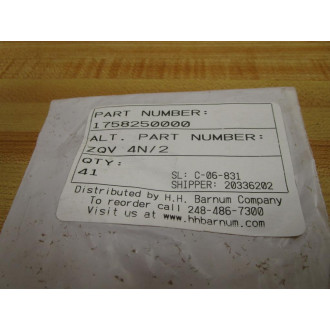 PART NUMBER:
1758250000
ALT. PART NUMBER:
ZQV 4N/2
QTY:
41
SL: C-06-831
SHIPPER: 20336202
Distributed by H.H. Barnum Company
To reorder call 248-486-7300
Visit us at www.hhbarnum.com